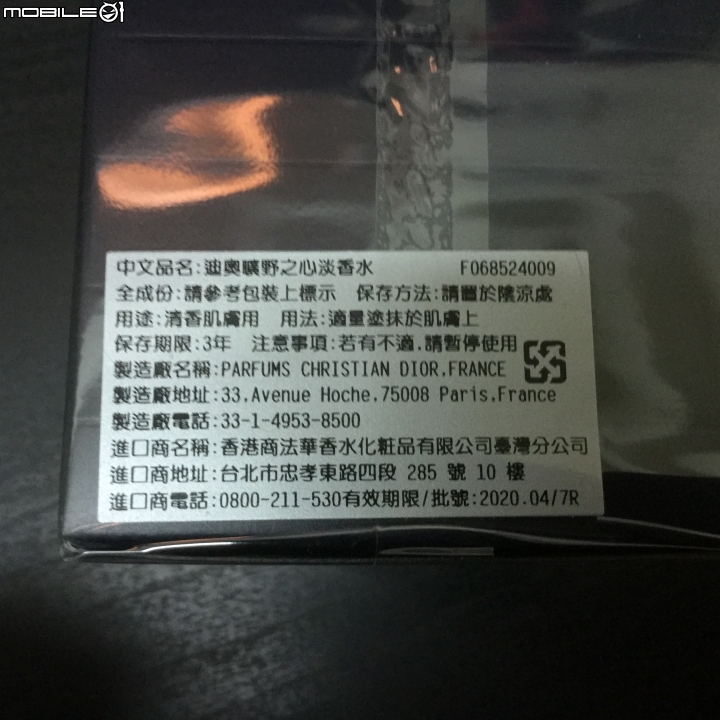 MOBILE01
中文品名:迪奧曠野之心淡香水 F068524009
全成份:請參考包裝上標示 保存方法:請置於陰涼處
用途:清香肌膚用 用法:適量塗抹於肌膚上
保存期限:3年 注意事項:若有不適.請暫停使用
製造廠名稱:PARFUMS CHRISTIAN DIOR.FRANCE
製造廠地址:33.Avenue Hoche.75008 Paris.France
製造廠電話:33-1-4953-8500
進口商名稱:香港商法華香水化粧品有限公司臺灣分公司
進口商地址:台北市忠孝東路四段 285 號 10 樓
進口商電話:0800-211-530有效期限/批號:2020.04/7R